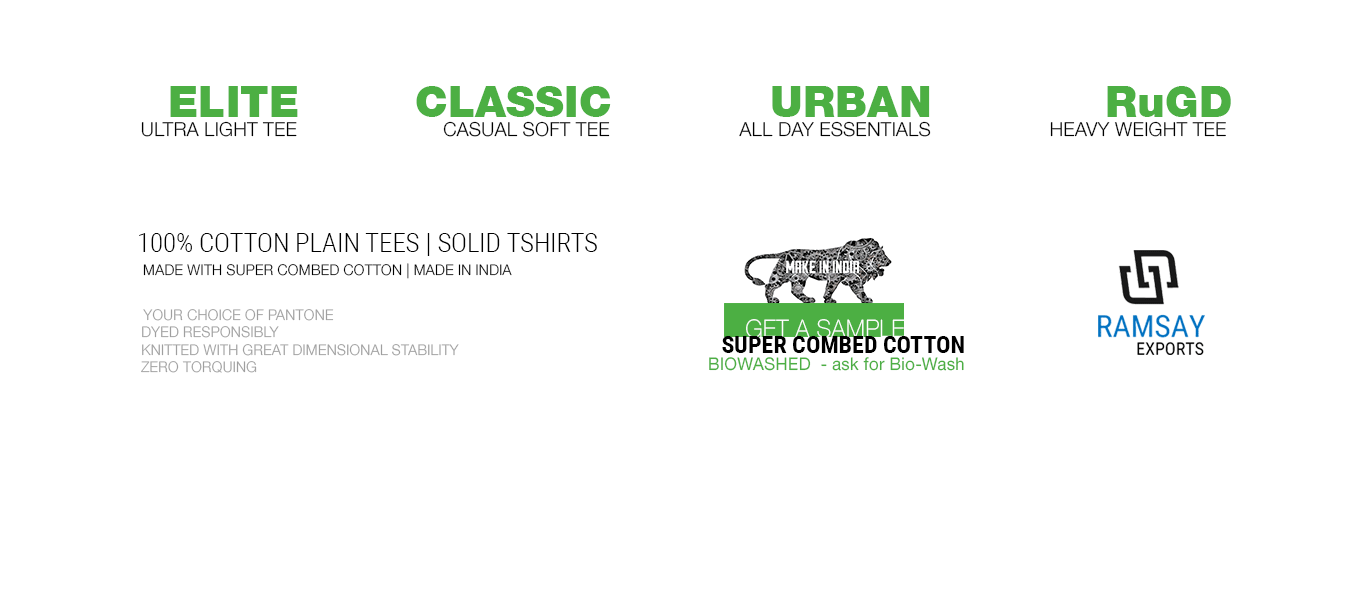 ELITE
ULTRA LIGHT TEE
CLASSIC
CASUAL SOFT TEE
URBAN
ALL DAY ESSENTIALS
RuGD
HEAVY WEIGHT TEE
100% COTTON PLAIN TEES | SOLID TSHIRTS
MADE WITH SUPER COMBED COTTON | MADE IN INDIA
YOUR CHOICE OF PANTONE
DYED RESPONSIBLY
KNITTED WITH GREAT DIMENSIONAL STABILITY
ZERO TORQUING
MAKE IN INDIA
GET A SAMPLE
SUPER COMBED COTTON
BIOWASHED - ask for Bio-Wash
RAMSAY
EXPORTS